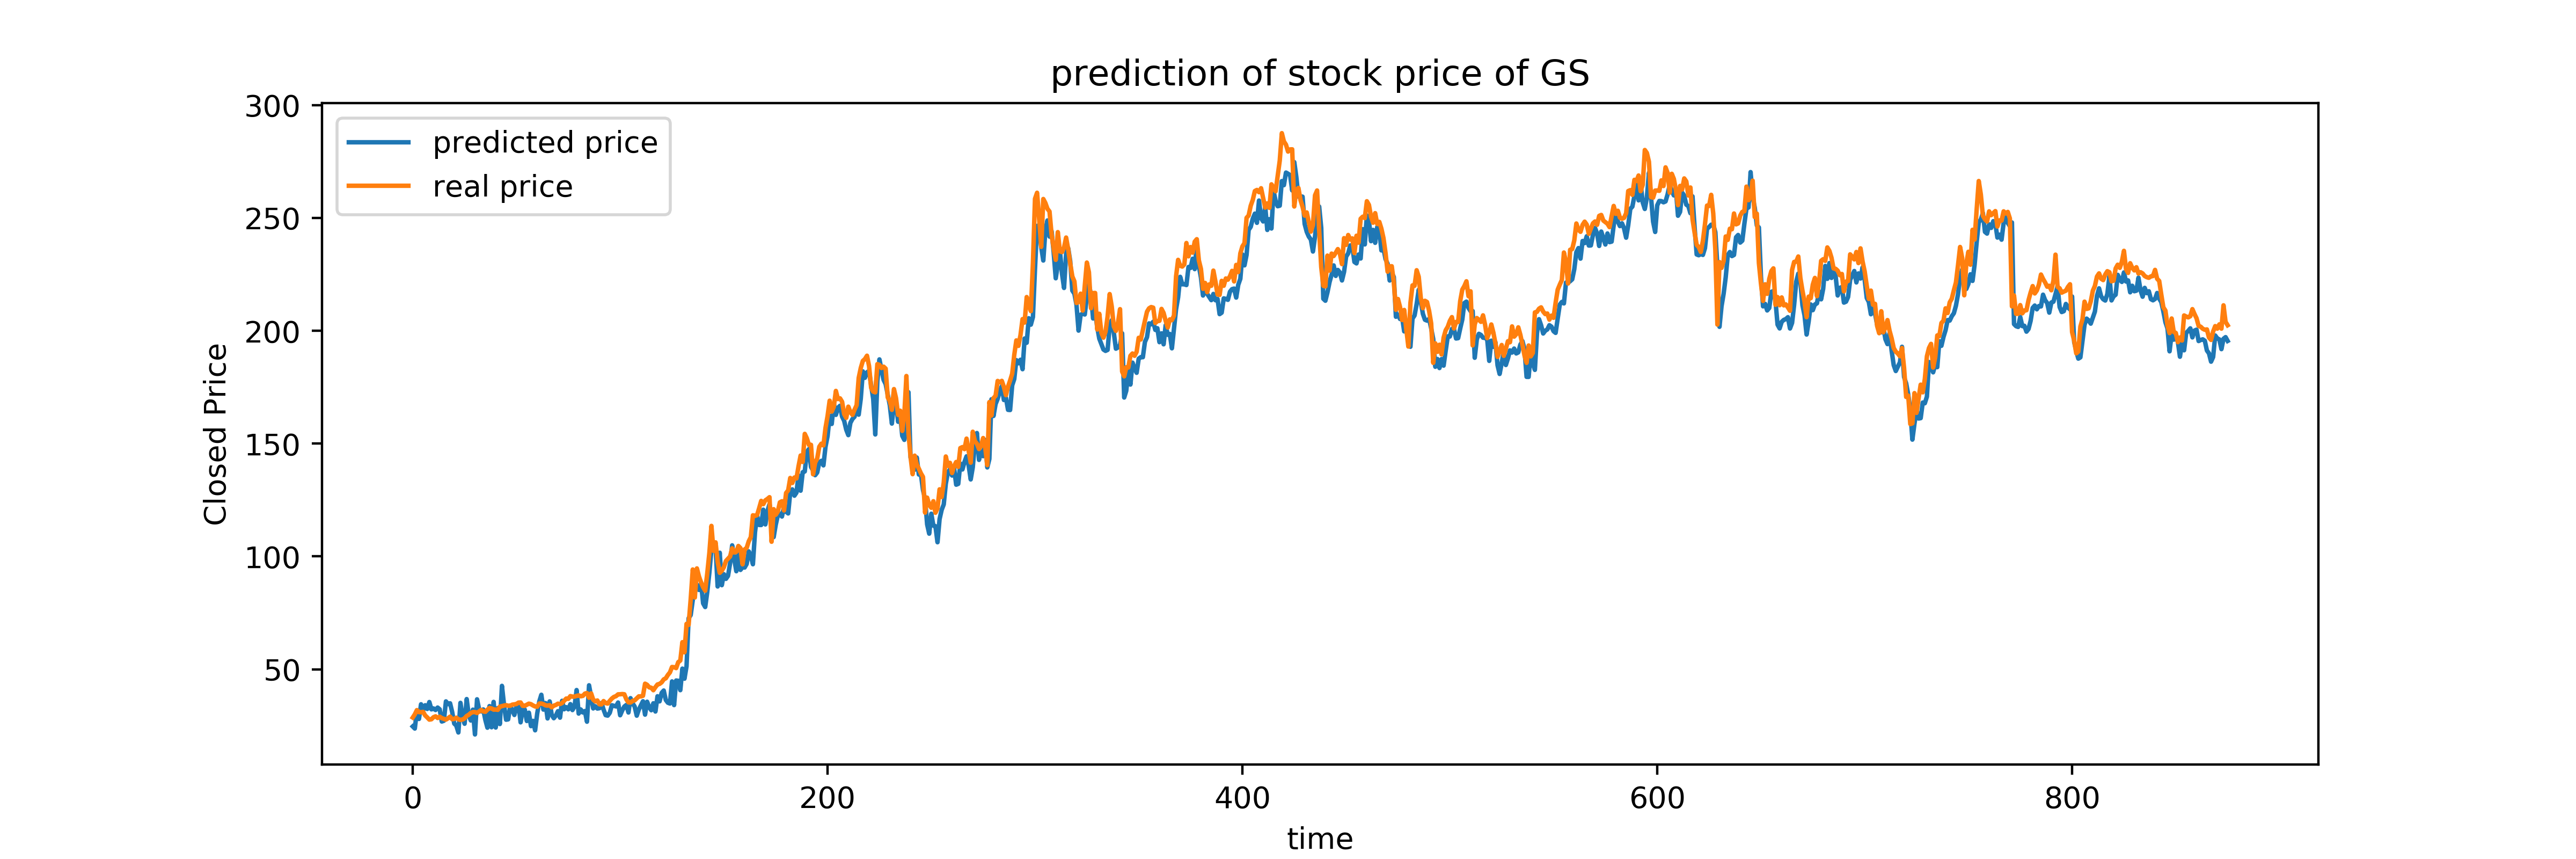 prediction of stock price of GS
predicted price
real price
300
250
200
150
100
50
Closed Price
0 200 400 600 800
time